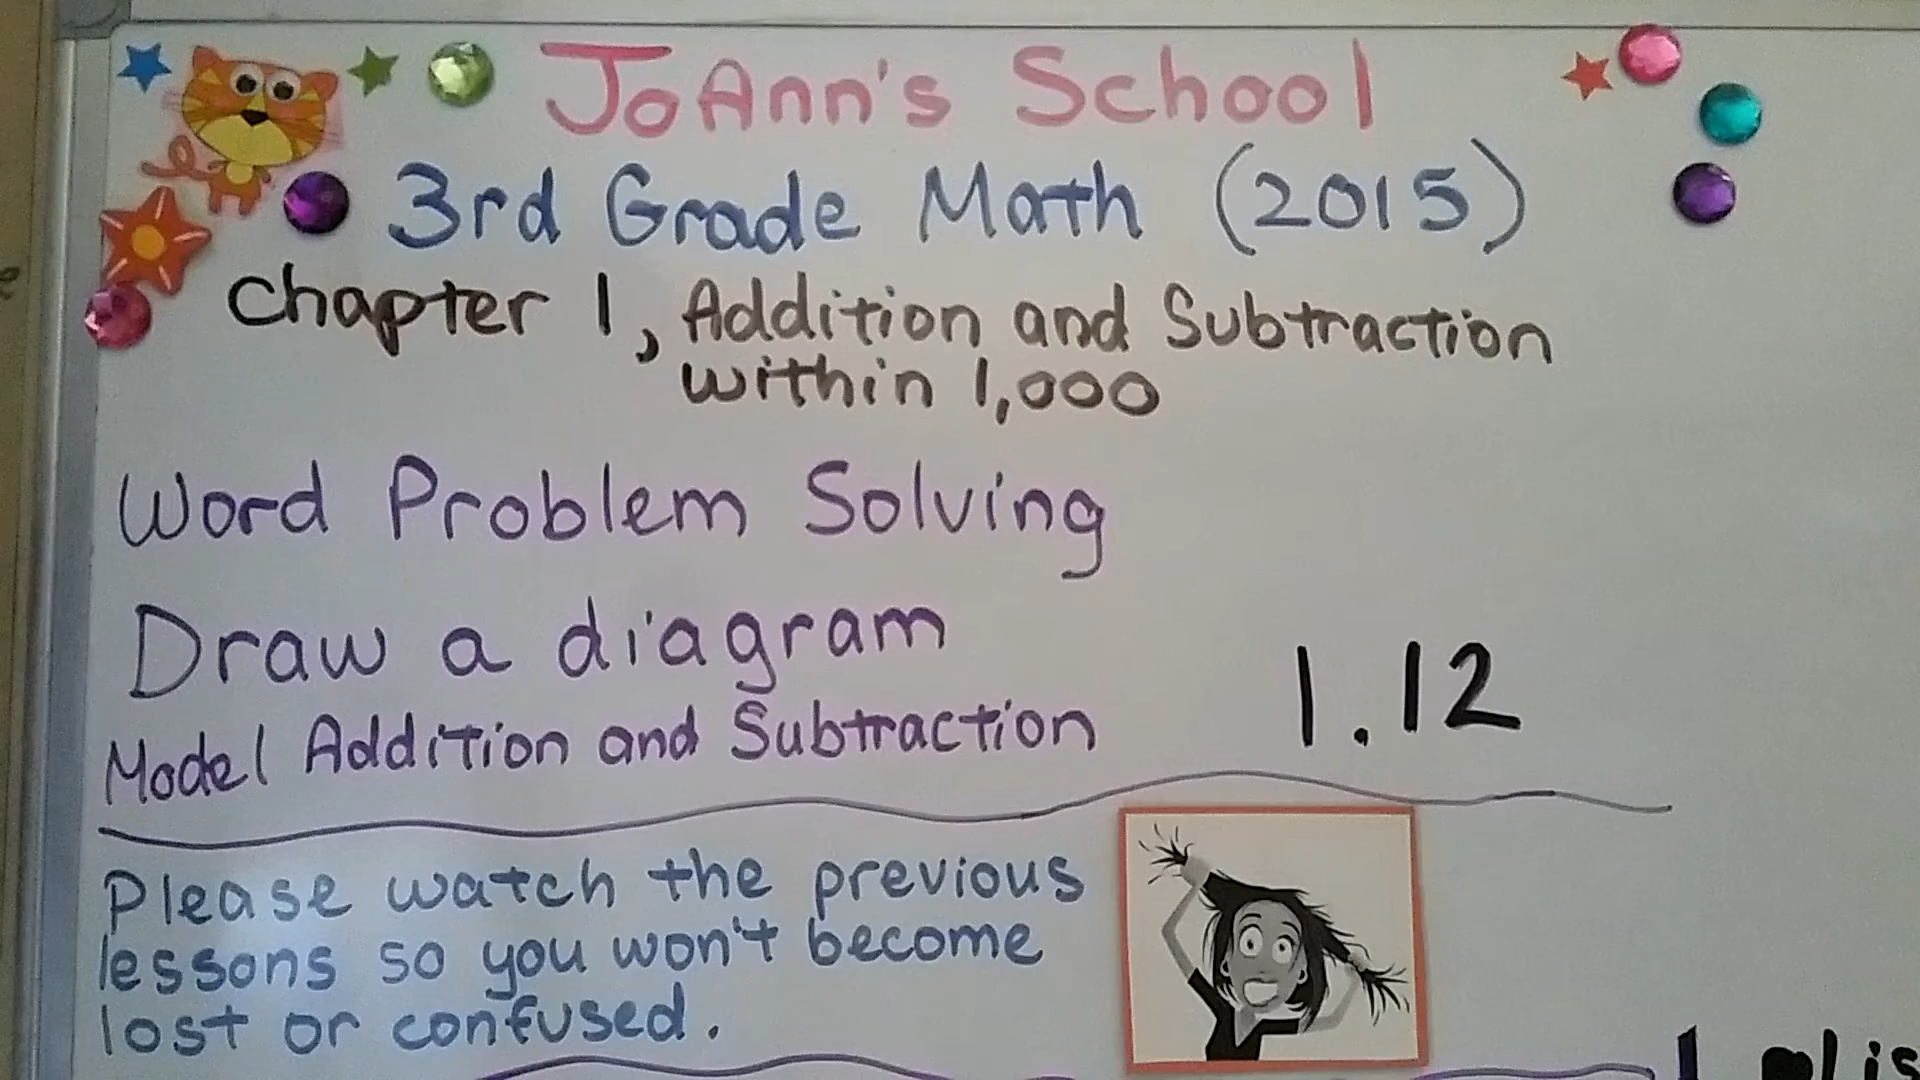 JoAnn's School
3rd Grade Math (2015)
Chapter 1, Addition and Subtraction
within 1,000
Word Problem Solving
Draw a diagram
1.12
Model Addition and Subtraction
Please watch the previous
lessons so you won't become
lost or confused.